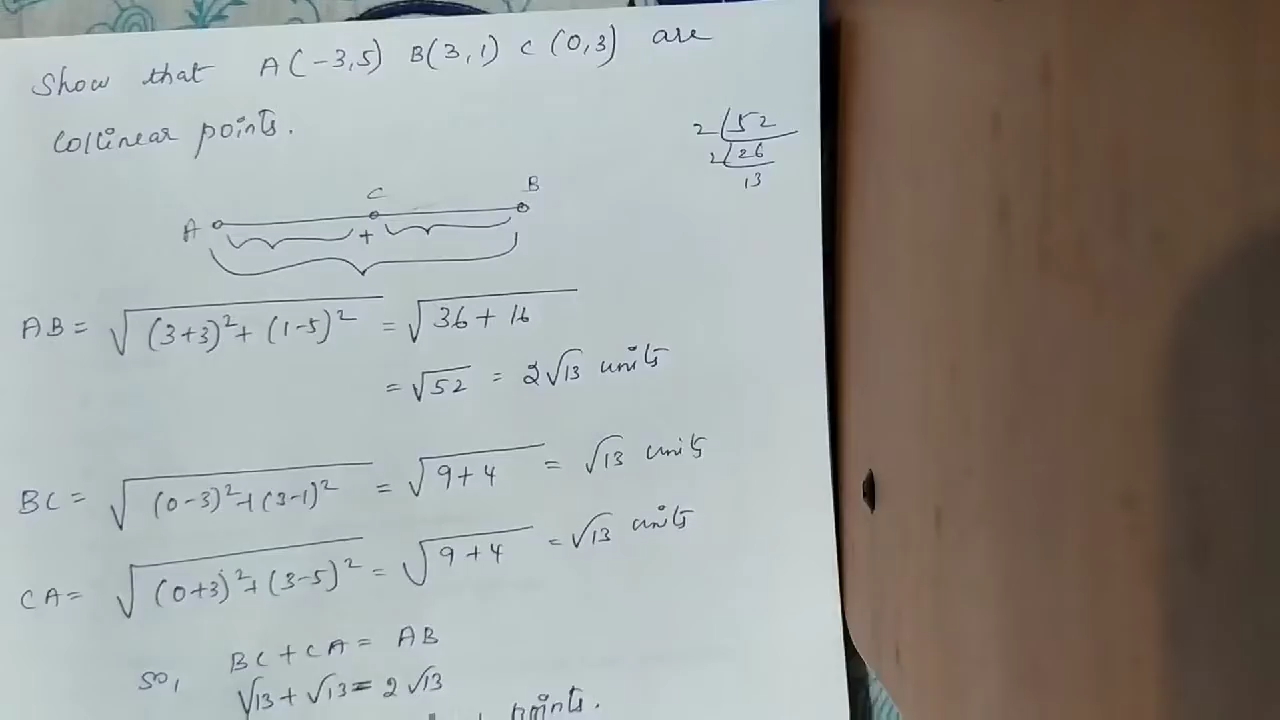 Show that A(-3,5) B(3,1) C(0,3) are
Collinear points.
2 52
2 26
13
A C B
+
AB = √(3+3)² + (1-5)² = √36 + 16
= √52 = 2√13 units
BC = √(0-3)² + (3-1)² = √9+4 = √13 units
CA = √(0+3)² + (3-5)² = √9+4 = √13 units
So, BC + CA = AB
√13 + √13 = 2√13
points.